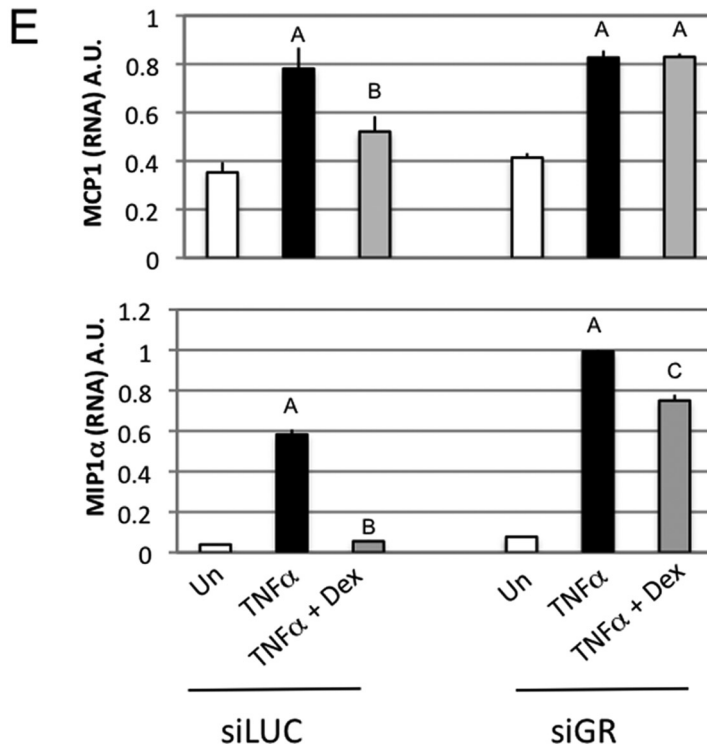 E
MCP1 (RNA) A.U.
1
0.8
0.6
0.4
0.2
0
A
B
A
A
MIP1α (RNA) A.U.
1.2
1
0.8
0.6
0.4
0.2
0
A
B
A
C
Un
TNFα
TNFα + Dex
Un
TNFα
TNFα + Dex
siLUC
siGR